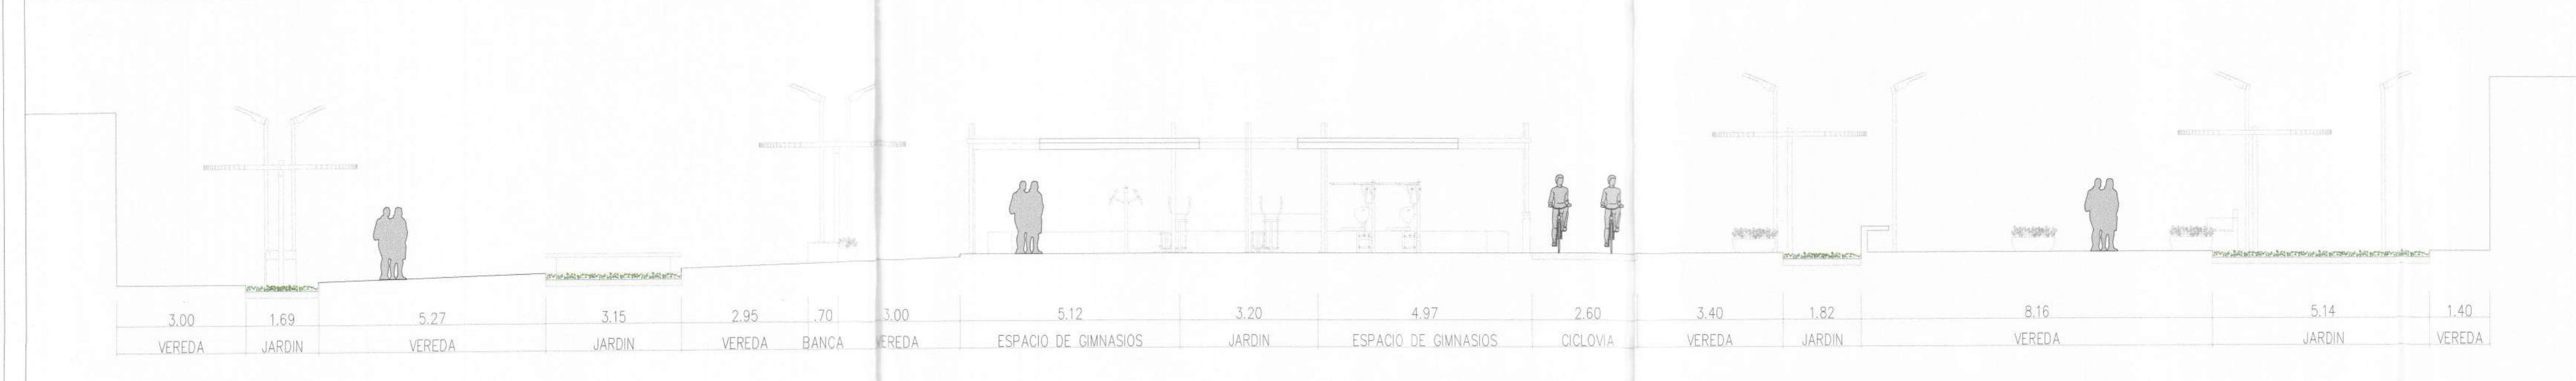 3.00 1.69 5.27 3.15 2.95 .70 3.00 5.12 3.20 4.97 2.60 3.40 1.82 8.16 5.14 1.40
VEREDA JARDIN VEREDA JARDIN VEREDA BANCA VEREDA ESPACIO DE GIMNASIOS JARDIN ESPACIO DE GIMNASIOS CICLOVIA VEREDA JARDIN VEREDA JARDIN VEREDA